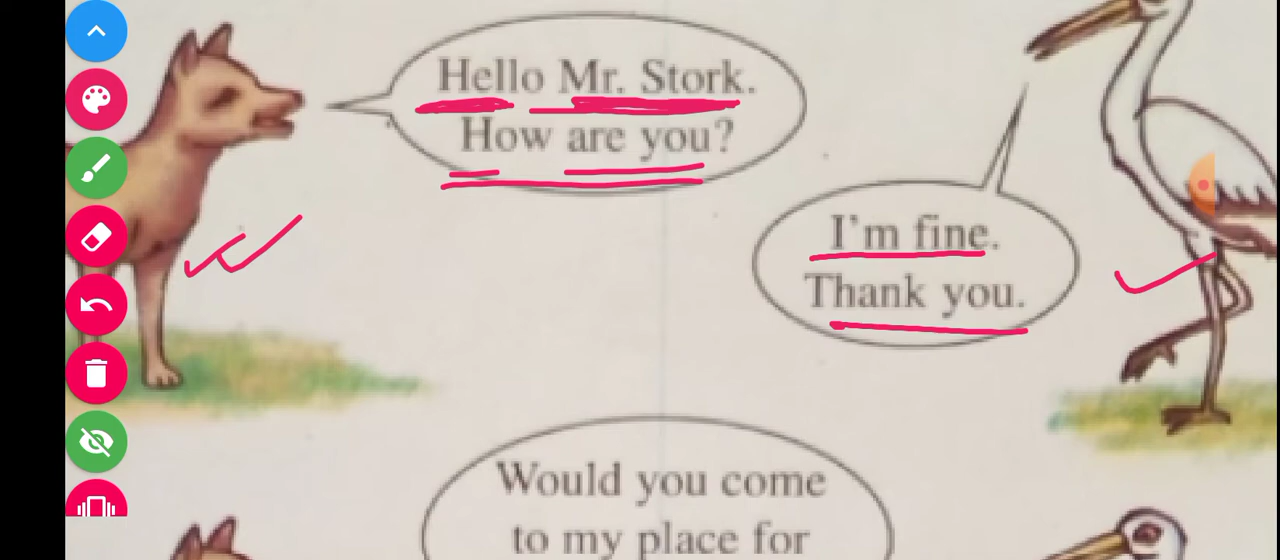 Hello Mr. Stork.
How are you?
I'm fine.
Thank you.
Would you come
to my place for